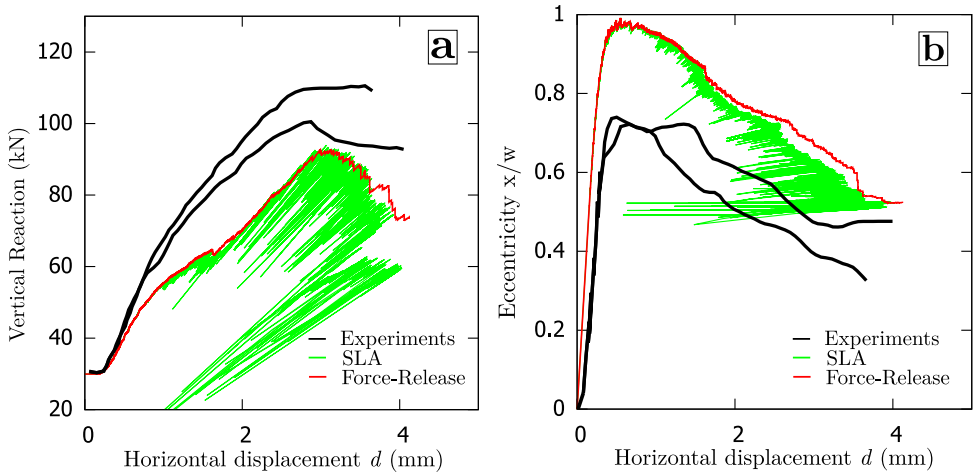 a
Vertical Reaction (kN)
120
100
80
60
40
20
0
2
4
Experiments
SLA
Force-Release
Horizontal displacement d (mm)
b
Eccentricity x/w
1
0.8
0.6
0.4
0.2
0
0
2
4
Experiments
SLA
Force-Release
Horizontal displacement d (mm)